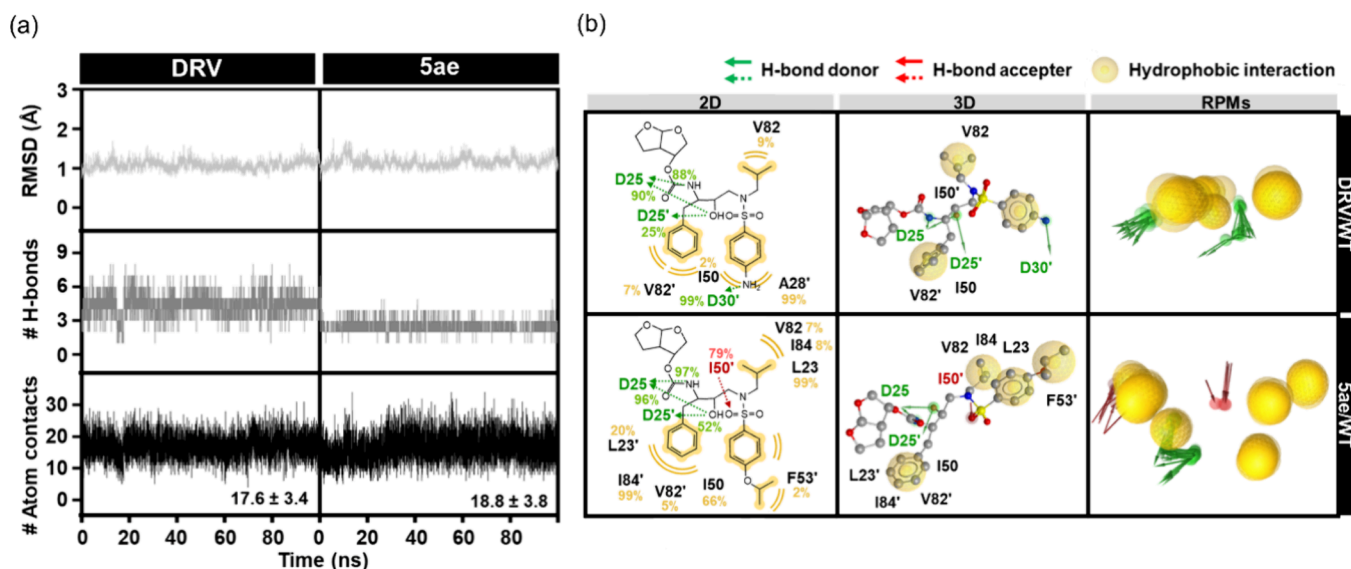 (a)
DRV
5ae
RMSD (Å)
3
2
1
0
# H-bonds
9
6
3
0
# Atom contacts
30
20
10
0
17.6 ± 3.4
18.8 ± 3.8
0
20
40
60
80
0
20
40
60
80
Time (ns)
(b)
H-bond donor
H-bond accepter
Hydrophobic interaction
2D
3D
RPMs
O
O
O
O
NH
V82
9%
D25
88%
90%
D25'
25%
OH
N
O=S=O
2%
I50
7%
V82'
NH₂
99%
D30'
A28'
99%
V82
I50'
D25
D25'
D30'
V82'
I50
DRV/WT
O
O
O
O
NH
V82 7%
I84 8%
L23
99%
79%
I50'
97%
D25
96%
D25'
OH
52%
N
O=S=O
20%
L23'
I84'
99%
V82'
5%
I50
66%
O
F53'
2%
V82
I84
L23
I50'
D25
F53'
D25'
I50
L23'
I84'
V82'
5ae/WT